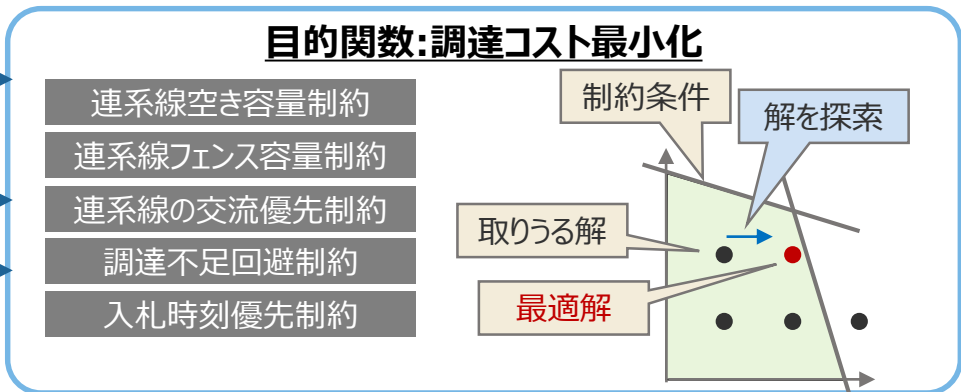 目的関数:調達コスト最小化
連系線空き容量制約
連系線フェンス容量制約
連系線の交流優先制約
調達不足回避制約
入札時刻優先制約
制約条件
解を探索
取りうる解
最適解